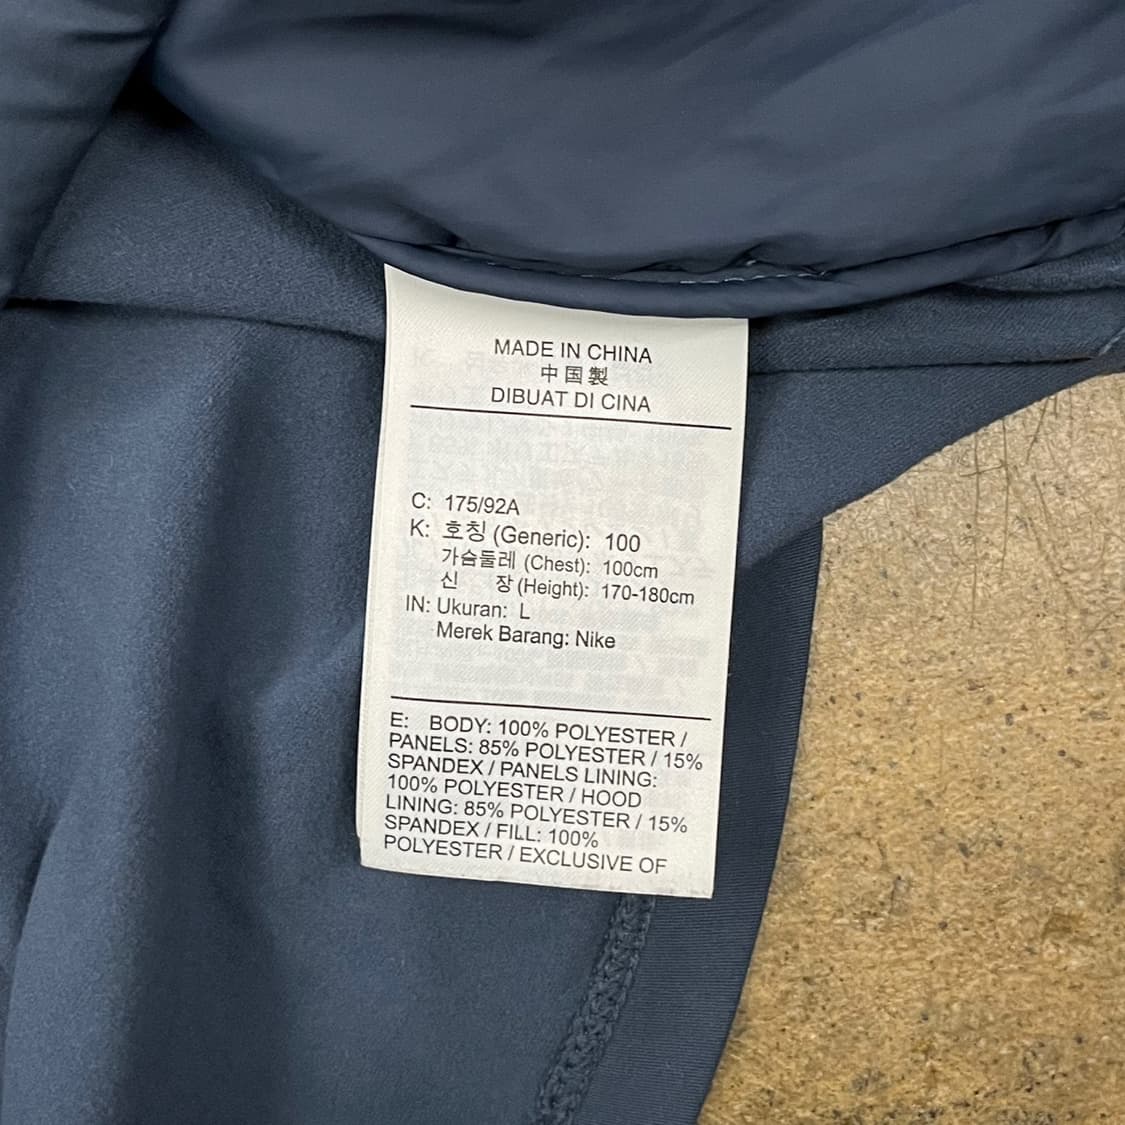 MADE IN CHINA
中国製
DIBUAT DI CINA
C: 175/92A
K: 호칭 (Generic): 100
가슴둘레 (Chest): 100cm
신 장 (Height): 170-180cm
IN: Ukuran: L
Merek Barang: Nike
E: BODY: 100% POLYESTER /
PANELS: 85% POLYESTER / 15%
SPANDEX / PANELS LINING:
100% POLYESTER / HOOD
LINING: 85% POLYESTER / 15%
SPANDEX / FILL: 100%
POLYESTER / EXCLUSIVE OF